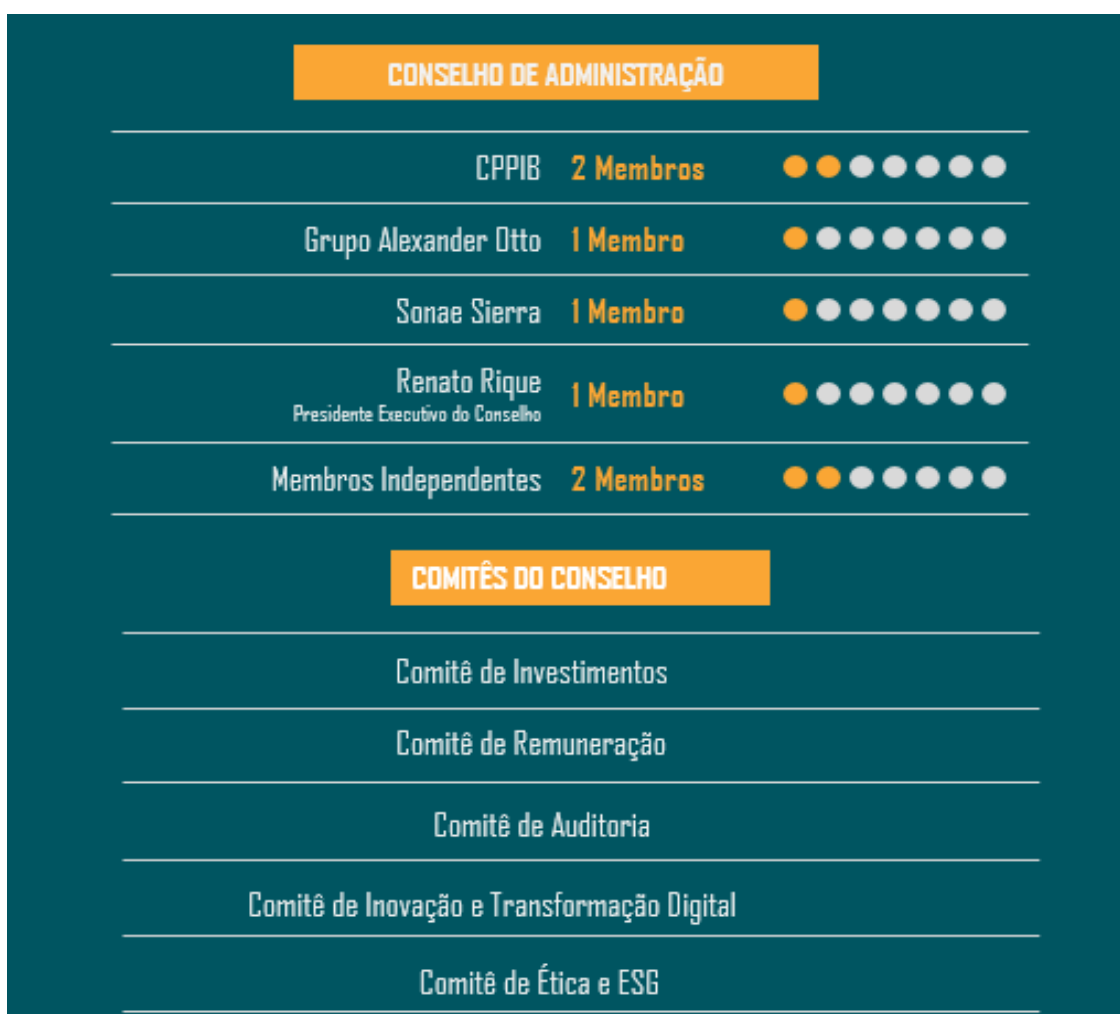 CONSELHO DE ADMINISTRAÇÃO
CPPIB 2 Membros
Grupo Alexander Otto 1 Membro
Sonae Sierra 1 Membro
Renato Rique
Presidente Executivo do Conselho
1 Membro
Membros Independentes 2 Membros
COMITÊS DO CONSELHO
Comitê de Investimentos
Comitê de Remuneração
Comitê de Auditoria
Comitê de Inovação e Transformação Digital
Comitê de Ética e ESG